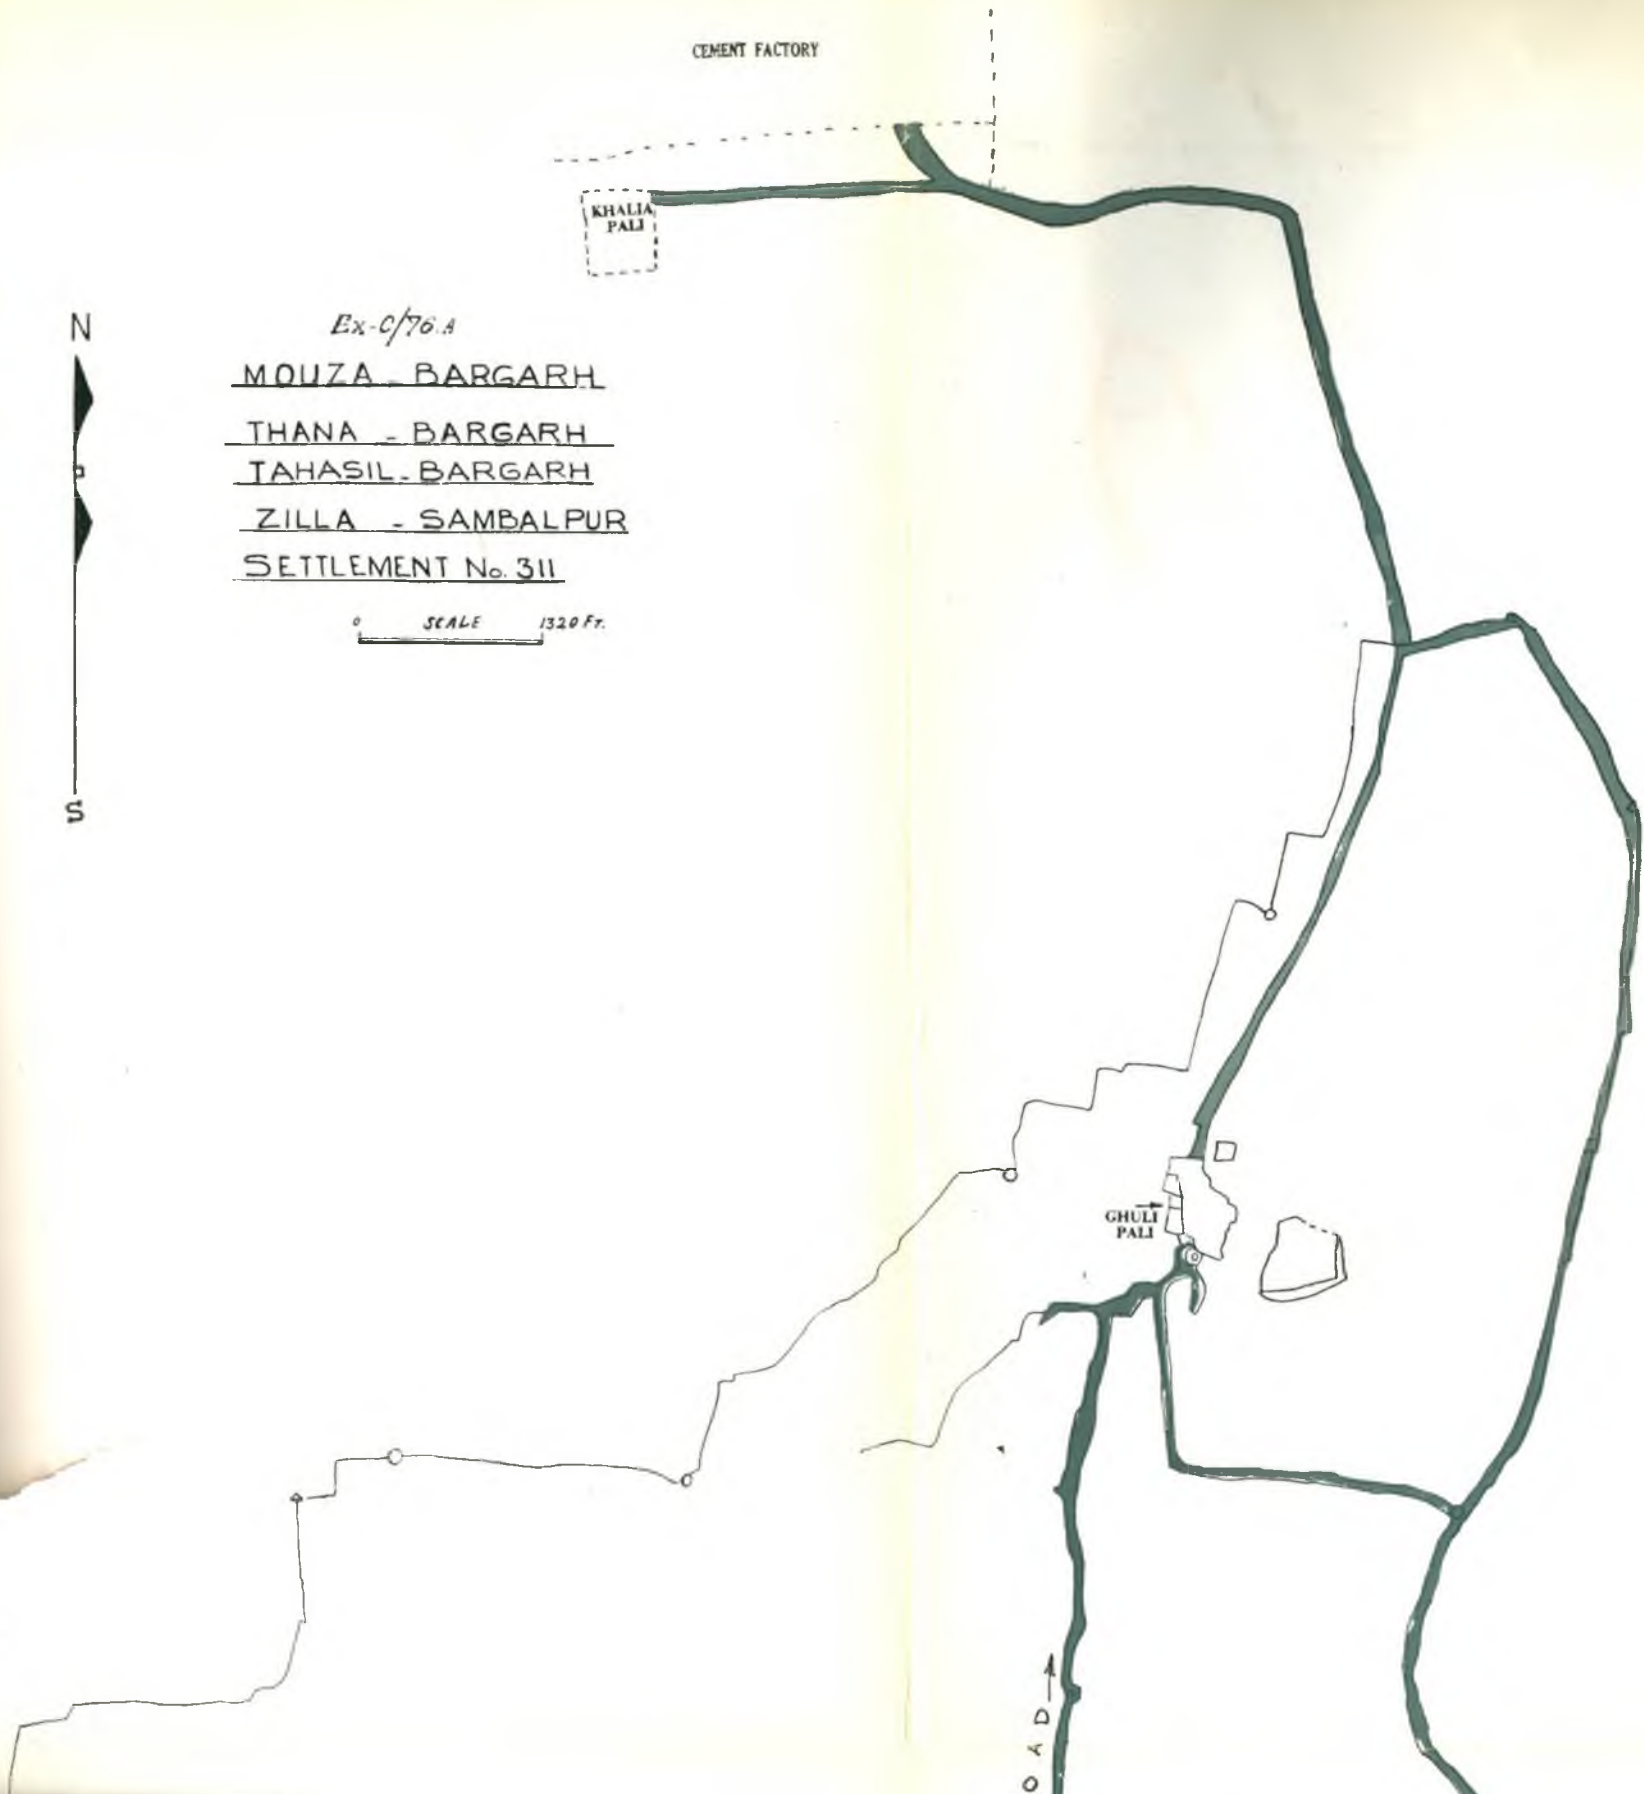 CEMENT FACTORY
KHALIA
PALI
N
Ex-C/76.A
MOUZA - BARGARH
THANA - BARGARH
TAHASIL - BARGARH
ZILLA - SAMBALPUR
SETTLEMENT No. 311
0 SCALE 1320 FT.
S
GHULI
PALI
OAD